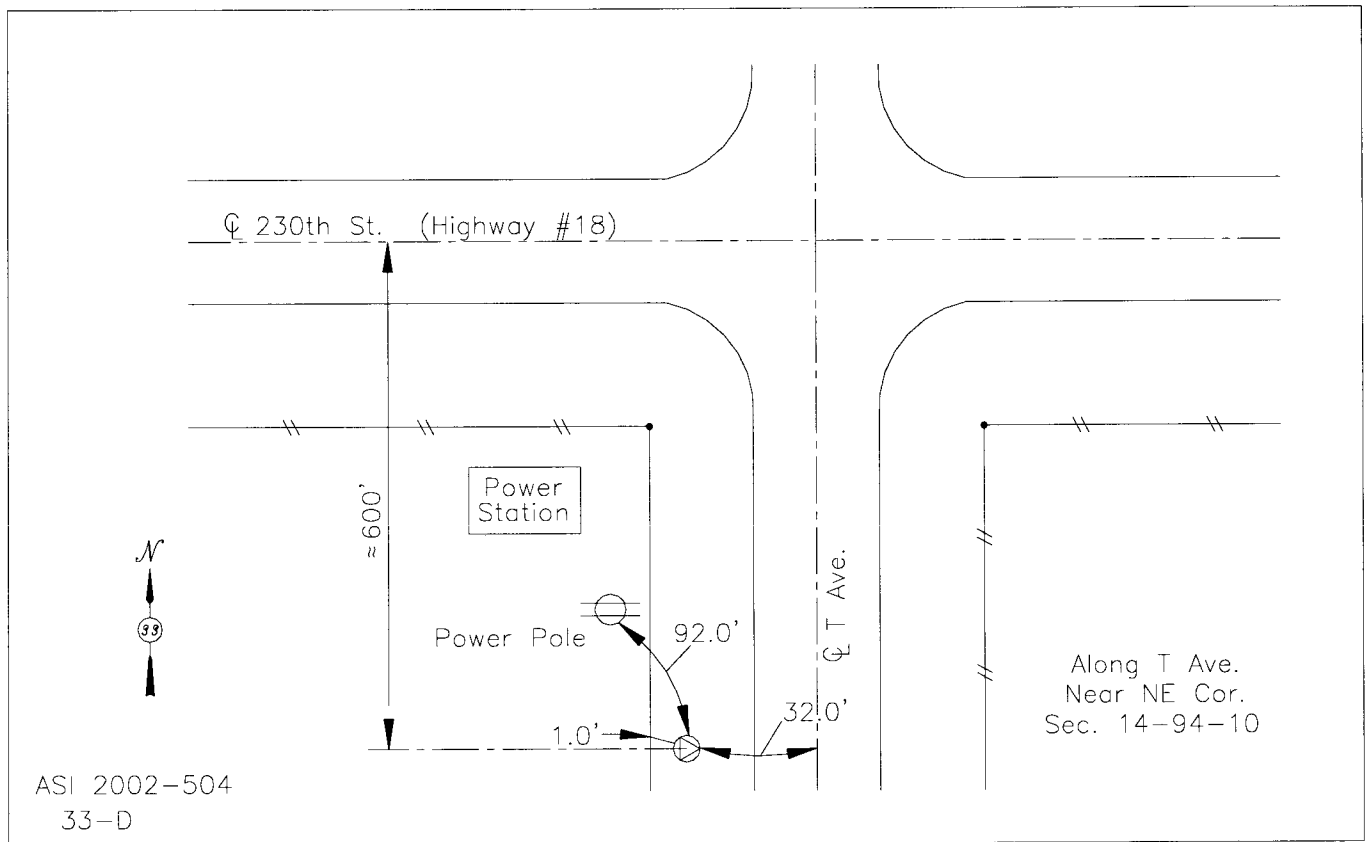 ℄ 230th St. (Highway #18)
≈600'
Power
Station
N
33
Power Pole
92.0'
℄ T Ave.
32.0'
1.0'
Along T Ave.
Near NE Cor.
Sec. 14-94-10
ASI 2002-504
33-D